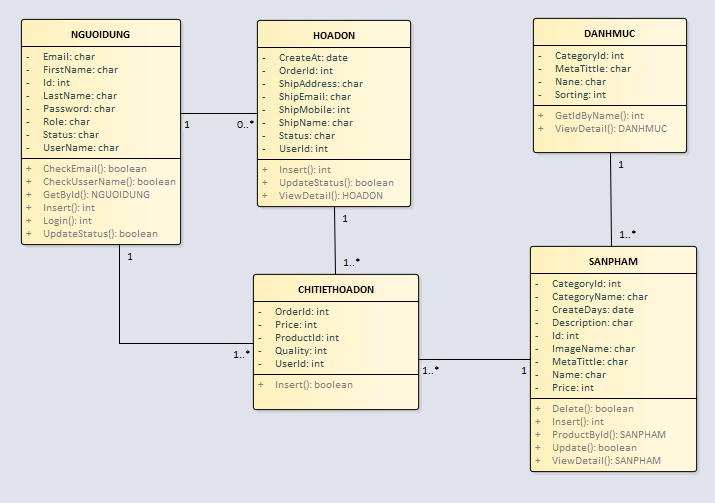 NGUOIDUNG
- Email: char
- FirstName: char
- Id: int
- LastName: char
- Password: char
- Role: char
- Status: char
- UserName: char
+ CheckEmail(): boolean
+ CheckUsserName(): boolean
+ GetById(): NGUOIDUNG
+ Insert(): int
+ Login(): int
+ UpdateStatus(): boolean
1
0..*
1
1..*
HOADON
- CreateAt: date
- OrderId: int
- ShipAddress: char
- ShipEmail: char
- ShipMobile: int
- ShipName: char
- Status: char
- UserId: int
+ Insert(): int
+ UpdateStatus(): boolean
+ ViewDetail(): HOADON
1
1..*
CHITIETHOADON
- OrderId: int
- Price: int
- ProductId: int
- Quality: int
- UserId: int
+ Insert(): boolean
1..*
1
DANHMUC
- CategoryId: int
- MetaTittle: char
- Nane: char
- Sorting: int
+ GetIdByName(): int
+ ViewDetail(): DANHMUC
1
1..*
SANPHAM
- CategoryId: int
- CategoryName: char
- CreateDays: date
- Description: char
- Id: int
- ImageName: char
- MetaTittle: char
- Name: char
- Price: int
+ Delete(): boolean
+ Insert(): int
+ ProductById(): SANPHAM
+ Update(): boolean
+ ViewDetail(): SANPHAM